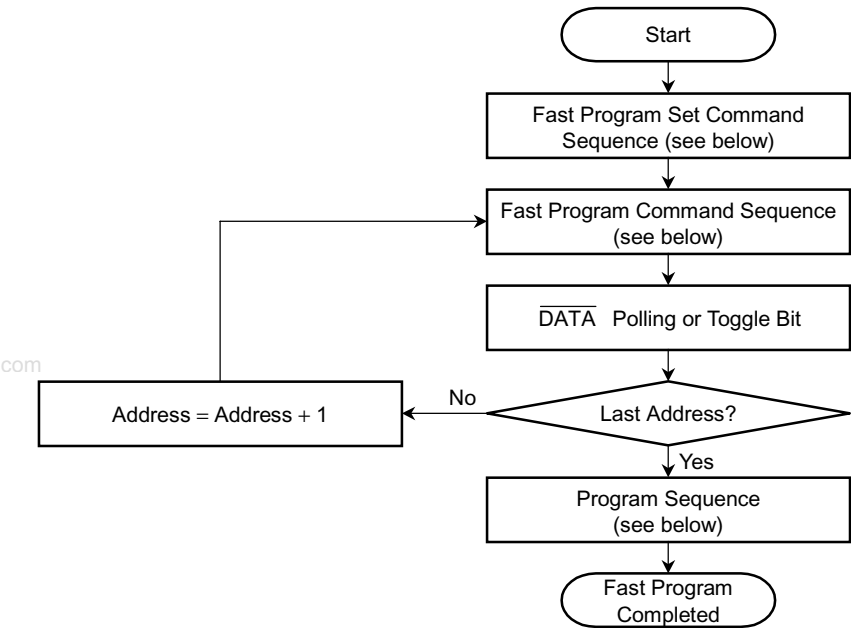 Start
Fast Program Set Command
Sequence (see below)
Fast Program Command Sequence
(see below)
D̅A̅T̅A̅ Polling or Toggle Bit
com
Address = Address + 1
No
Last Address?
Yes
Program Sequence
(see below)
Fast Program
Completed